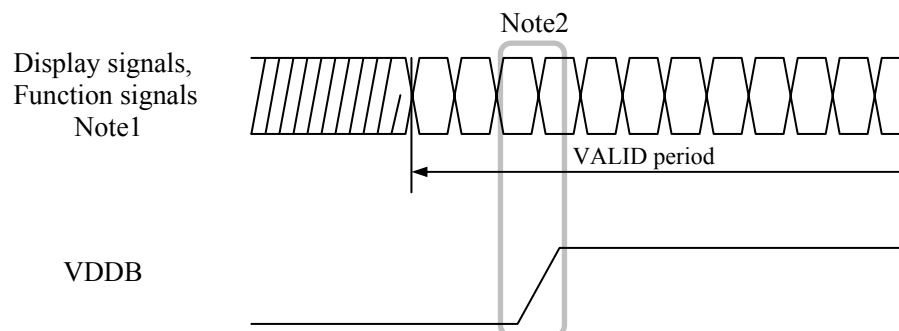 Note2
Display signals,
Function signals
Note1
VALID period
VDDB